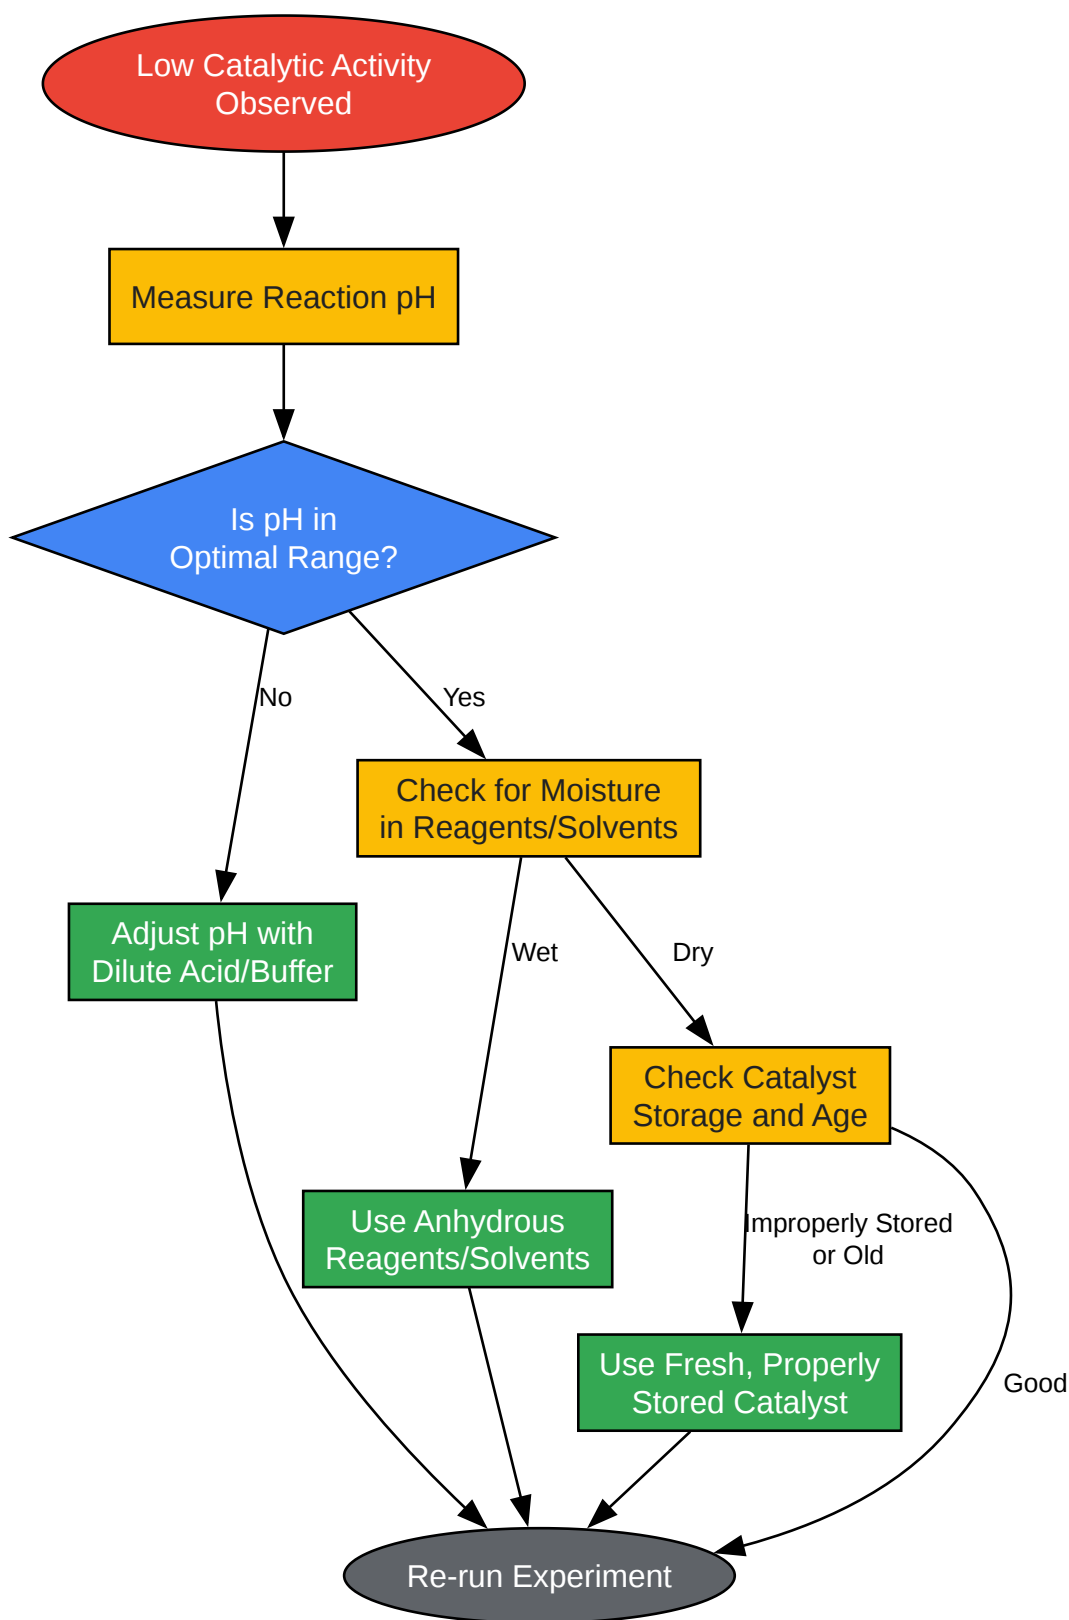 Low Catalytic Activity
Observed
Measure Reaction pH
Is pH in
Optimal Range?
No
Yes
Check for Moisture
in Reagents/Solvents
Adjust pH with
Dilute Acid/Buffer
Wet
Dry
Check Catalyst
Storage and Age
Use Anhydrous
Reagents/Solvents
Improperly Stored
or Old
Use Fresh, Properly
Stored Catalyst
Good
Re-run Experiment